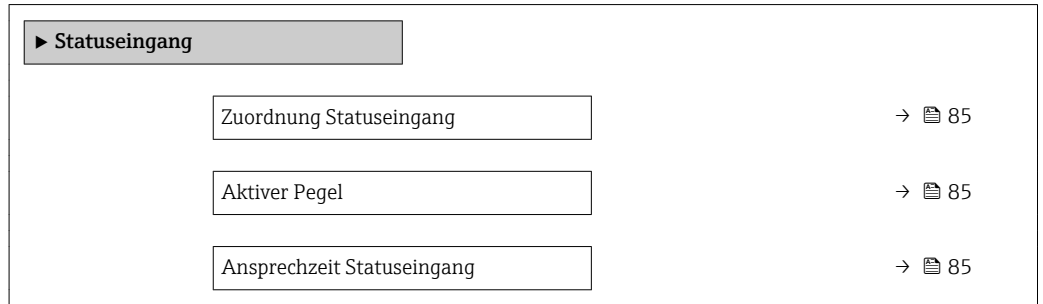 ▶ Statuseingang
Zuordnung Statuseingang → 85
Aktiver Pegel → 85
Ansprechzeit Statuseingang → 85